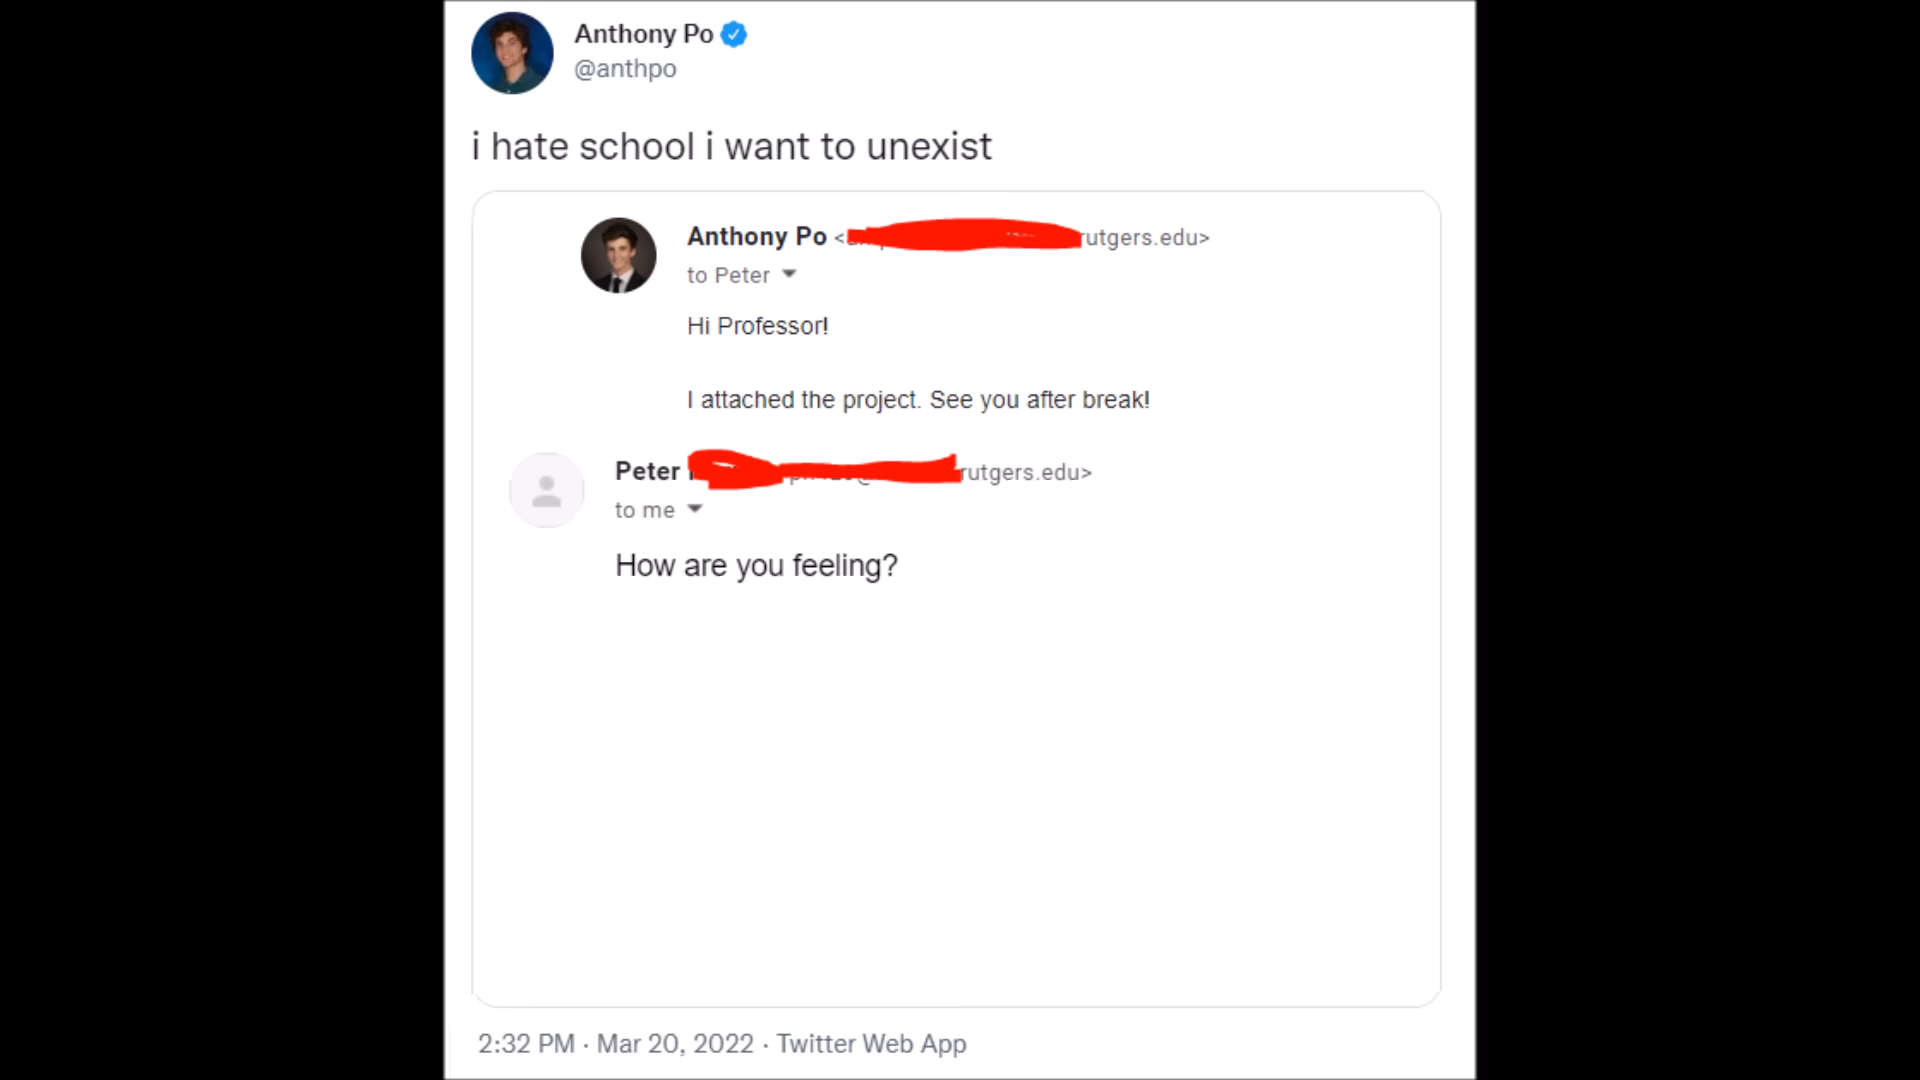 Anthony Po
@anthpo
i hate school i want to unexist
Anthony Po < rutgers.edu>
to Peter
Hi Professor!
I attached the project. See you after break!
Peter rutgers.edu>
to me
How are you feeling?
2:32 PM · Mar 20, 2022 · Twitter Web App